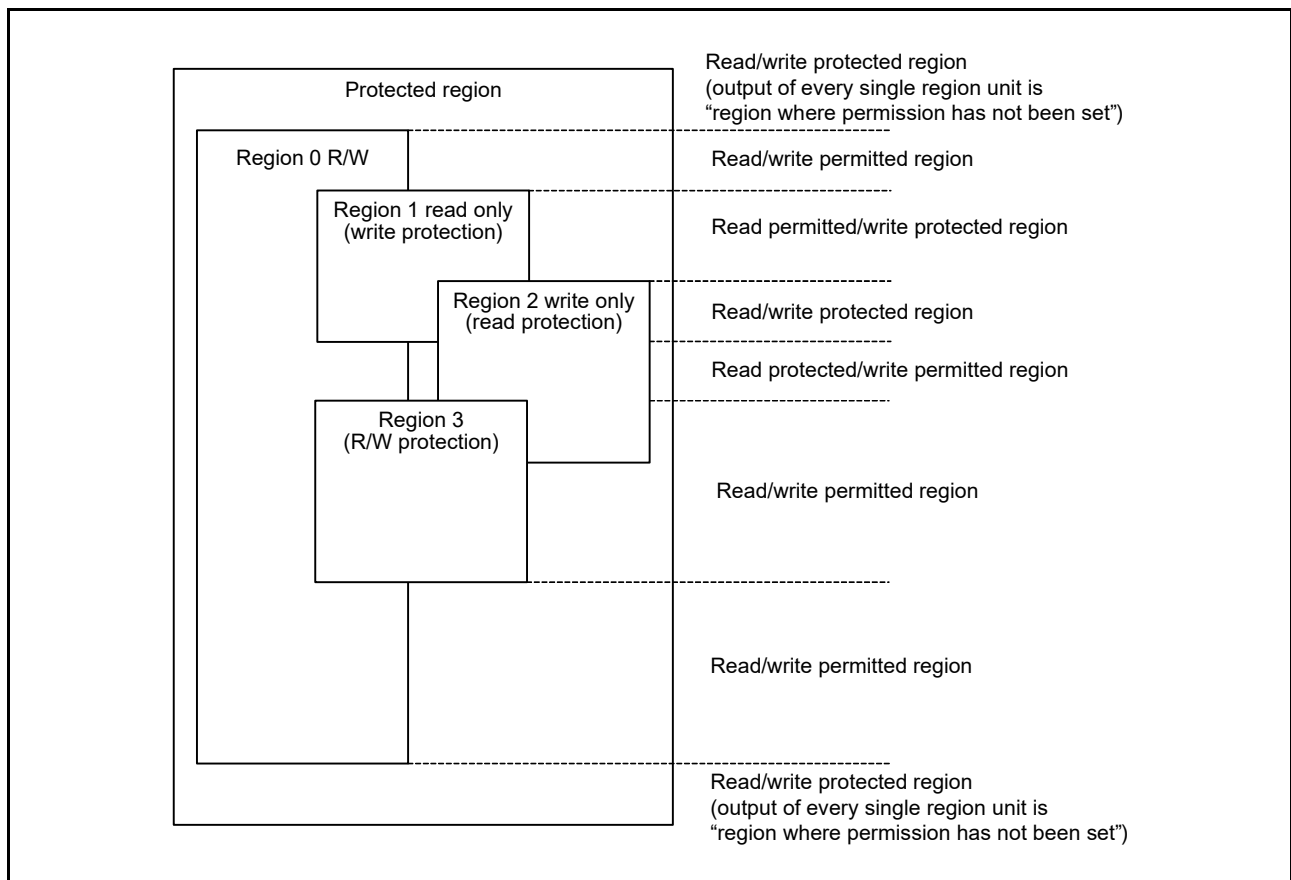 Protected region
Read/write protected region
(output of every single region unit is
“region where permission has not been set”)
Region 0 R/W
Read/write permitted region
Region 1 read only
(write protection)
Read permitted/write protected region
Region 2 write only
(read protection)
Read/write protected region
Read protected/write permitted region
Region 3
(R/W protection)
Read/write permitted region
Read/write permitted region
Read/write protected region
(output of every single region unit is
“region where permission has not been set”)